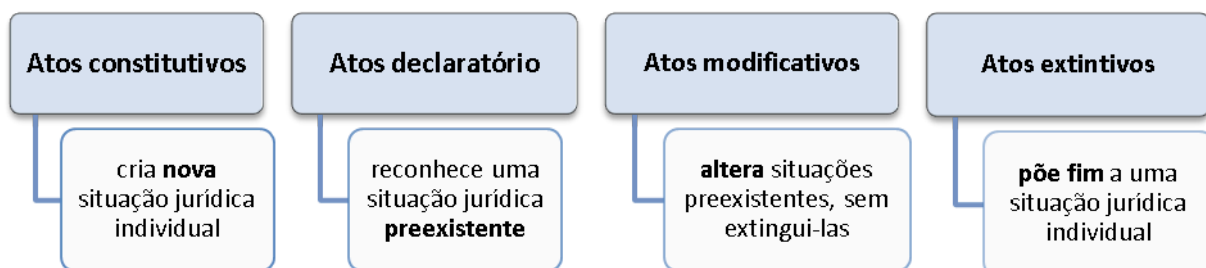 Atos constitutivos
cria nova
situação jurídica
individual
Atos declaratório
reconhece uma
situação jurídica
preexistente
Atos modificativos
altera situações
preexistentes, sem
extingui-las
Atos extintivos
põe fim a uma
situação jurídica
individual